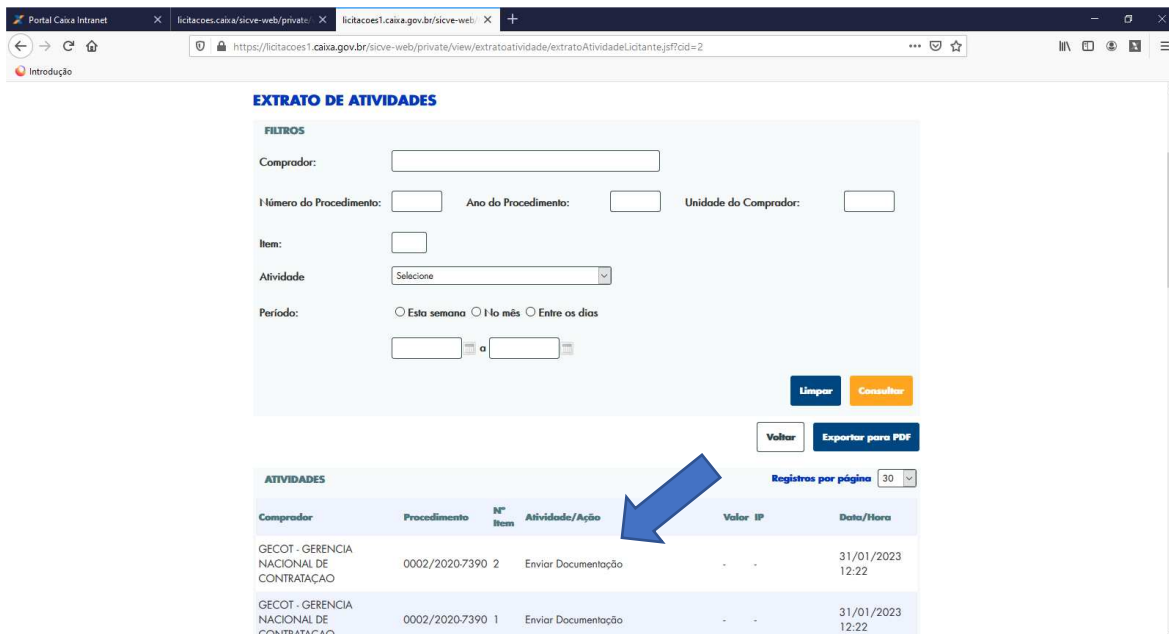 Portal Caixa Intranet
licitacoes.caixa/sicve-web/private/
licitacoes1.caixa.gov.br/sicve-web/
https://licitacoes1.caixa.gov.br/sicve-web/private/view/extratoatividade/extratoAtividadeLicitante.jsf?cid=2
Introdução
EXTRATO DE ATIVIDADES
FILTROS
Comprador:
Número do Procedimento: Ano do Procedimento: Unidade do Comprador:
Item:
Atividade Selecione
Período: Esta semana No mês Entre os dias
a
Limpar Consultar
Voltar Exportar para PDF
ATIVIDADES Registros por página 30
Comprador Procedimento Nº Item Atividade/Ação Valor IP Data/Hora
GECOT - GERENCIA
NACIONAL DE
CONTRATAÇAO
0002/2020-7390 2 Enviar Documentação - - 31/01/2023
12:22
GECOT - GERENCIA
NACIONAL DE
CONTRATAÇAO
0002/2020-7390 1 Enviar Documentação - - 31/01/2023
12:22